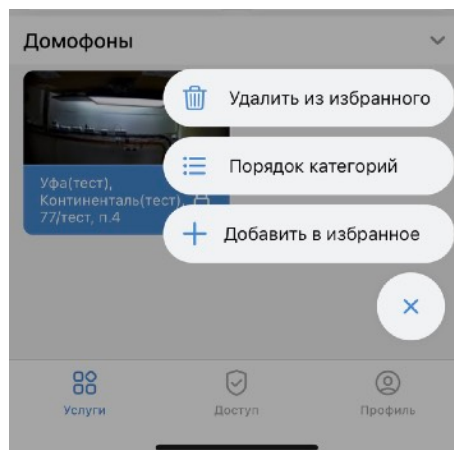 Домофоны
Удалить из избранного
Порядок категорий
Уфа(тест),
Континенталь(тест),
77/тест, п.4
Добавить в избранное
Услуги
Доступ
Профиль